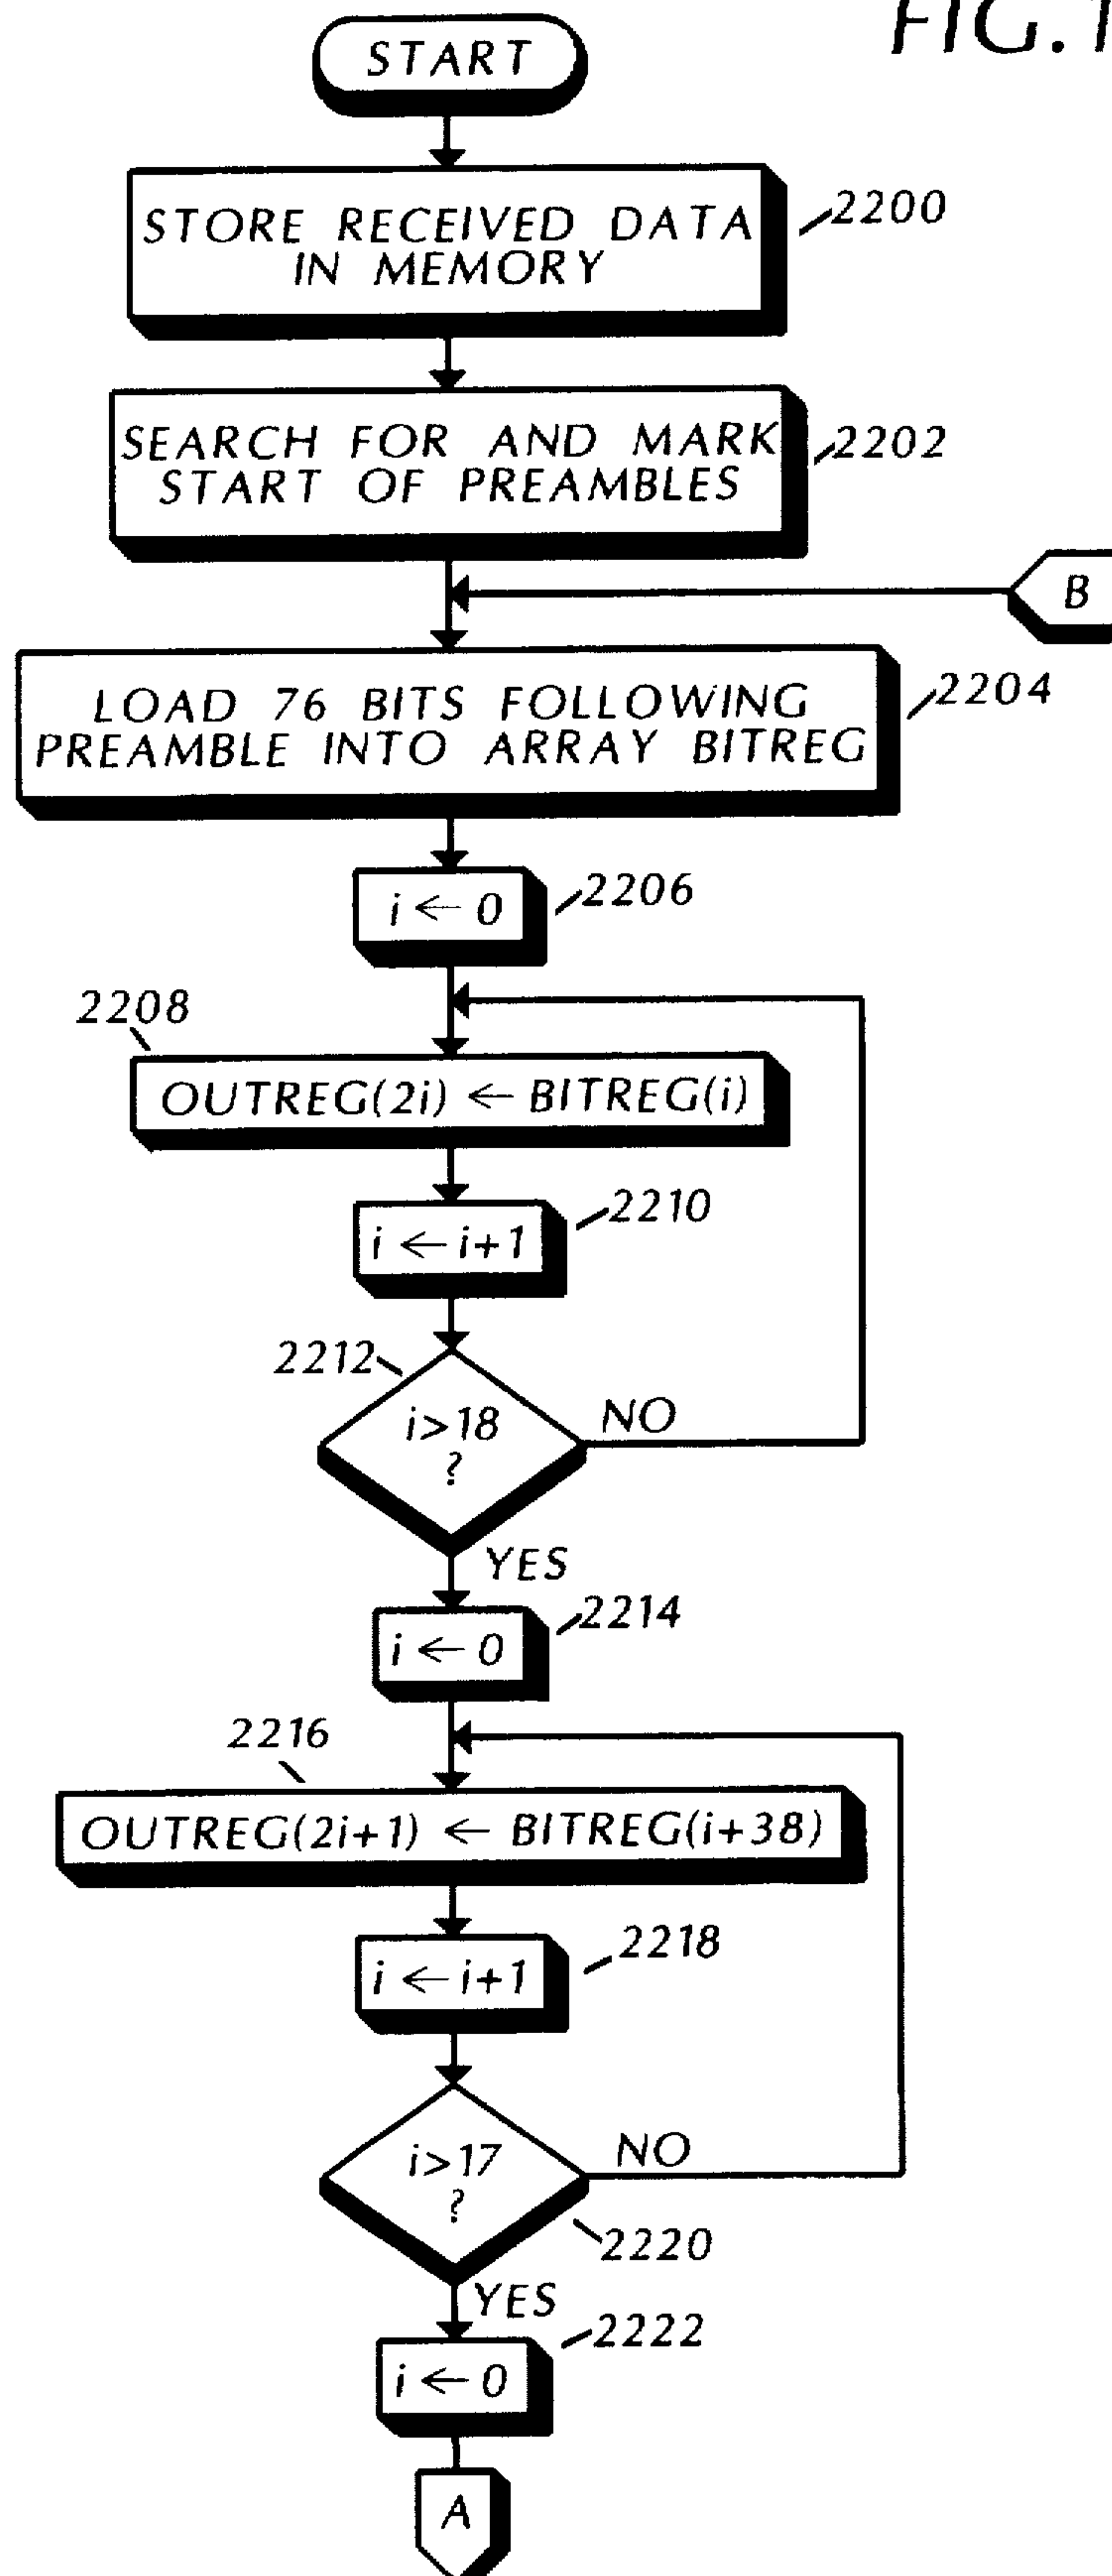 FIG.1
START
STORE RECEIVED DATA
IN MEMORY
2200
SEARCH FOR AND MARK
START OF PREAMBLES
2202
B
LOAD 76 BITS FOLLOWING
PREAMBLE INTO ARRAY BITREG
2204
i ← 0
2206
2208
OUTREG(2i) ← BITREG(i)
i ← i+1
2210
2212
i>18
?
NO
YES
i ← 0
2214
2216
OUTREG(2i+1) ← BITREG(i+38)
i ← i+1
2218
i>17
?
NO
2220
YES
i ← 0
2222
A